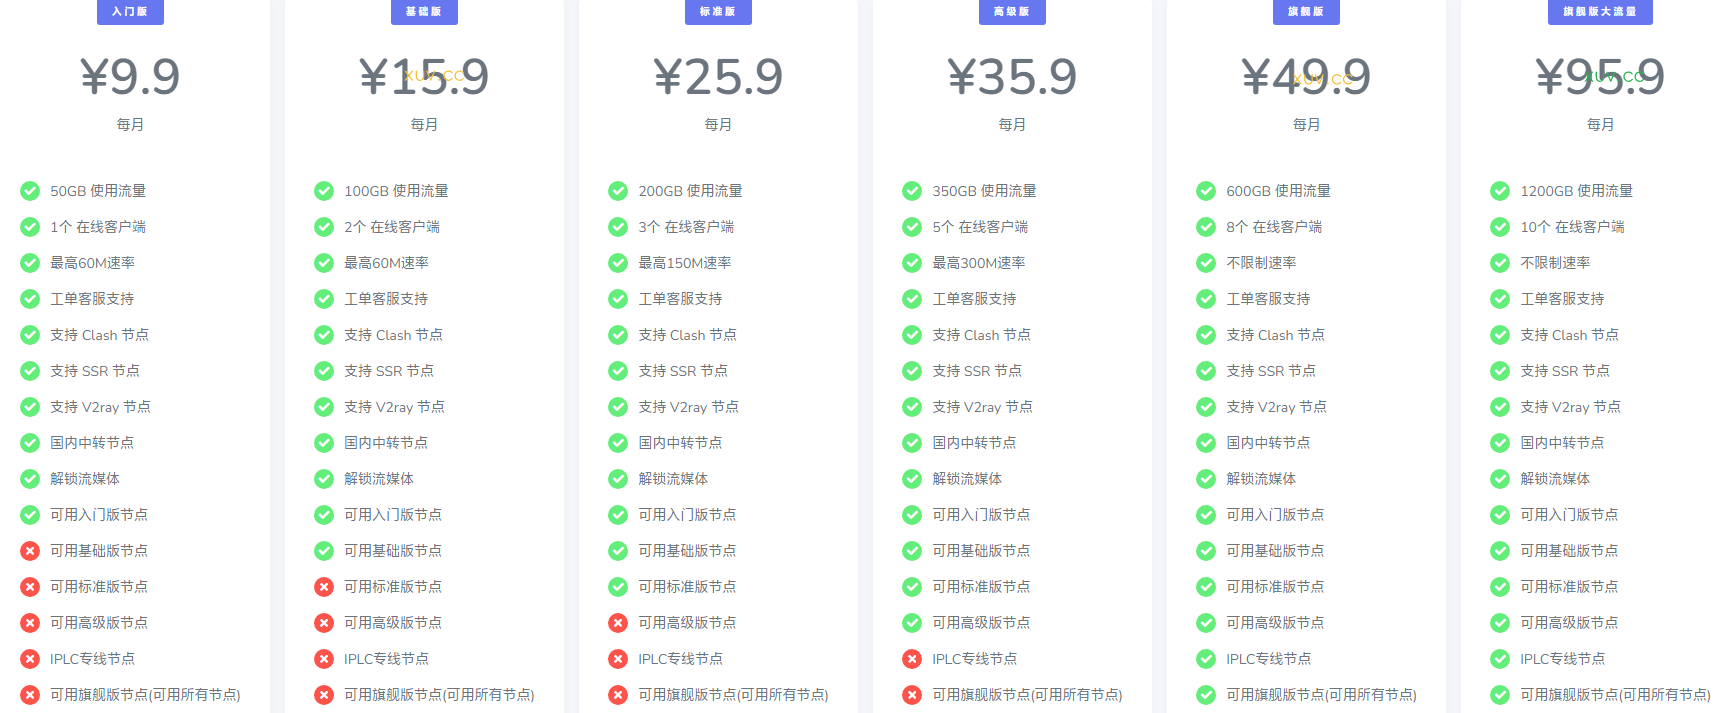 入门版
¥9.9
每月
50GB 使用流量
1个 在线客户端
最高60M速率
工单客服支持
支持 Clash 节点
支持 SSR 节点
支持 V2ray 节点
国内中转节点
解锁流媒体
可用入门版节点
可用基础版节点
可用标准版节点
可用高级版节点
IPLC专线节点
可用旗舰版节点(可用所有节点)
基础版
¥15.9
XUV.CC
每月
100GB 使用流量
2个 在线客户端
最高60M速率
工单客服支持
支持 Clash 节点
支持 SSR 节点
支持 V2ray 节点
国内中转节点
解锁流媒体
可用入门版节点
可用基础版节点
可用标准版节点
可用高级版节点
IPLC专线节点
可用旗舰版节点(可用所有节点)
标准版
¥25.9
每月
200GB 使用流量
3个 在线客户端
最高150M速率
工单客服支持
支持 Clash 节点
支持 SSR 节点
支持 V2ray 节点
国内中转节点
解锁流媒体
可用入门版节点
可用基础版节点
可用标准版节点
可用高级版节点
IPLC专线节点
可用旗舰版节点(可用所有节点)
高级版
¥35.9
每月
350GB 使用流量
5个 在线客户端
最高300M速率
工单客服支持
支持 Clash 节点
支持 SSR 节点
支持 V2ray 节点
国内中转节点
解锁流媒体
可用入门版节点
可用基础版节点
可用标准版节点
可用高级版节点
IPLC专线节点
可用旗舰版节点(可用所有节点)
旗舰版
¥49.9
XUV.CC
每月
600GB 使用流量
8个 在线客户端
不限制速率
工单客服支持
支持 Clash 节点
支持 SSR 节点
支持 V2ray 节点
国内中转节点
解锁流媒体
可用入门版节点
可用基础版节点
可用标准版节点
可用高级版节点
IPLC专线节点
可用旗舰版节点(可用所有节点)
旗舰版大流量
¥95.9
XUV.CC
每月
1200GB 使用流量
10个 在线客户端
不限制速率
工单客服支持
支持 Clash 节点
支持 SSR 节点
支持 V2ray 节点
国内中转节点
解锁流媒体
可用入门版节点
可用基础版节点
可用标准版节点
可用高级版节点
IPLC专线节点
可用旗舰版节点(可用所有节点)